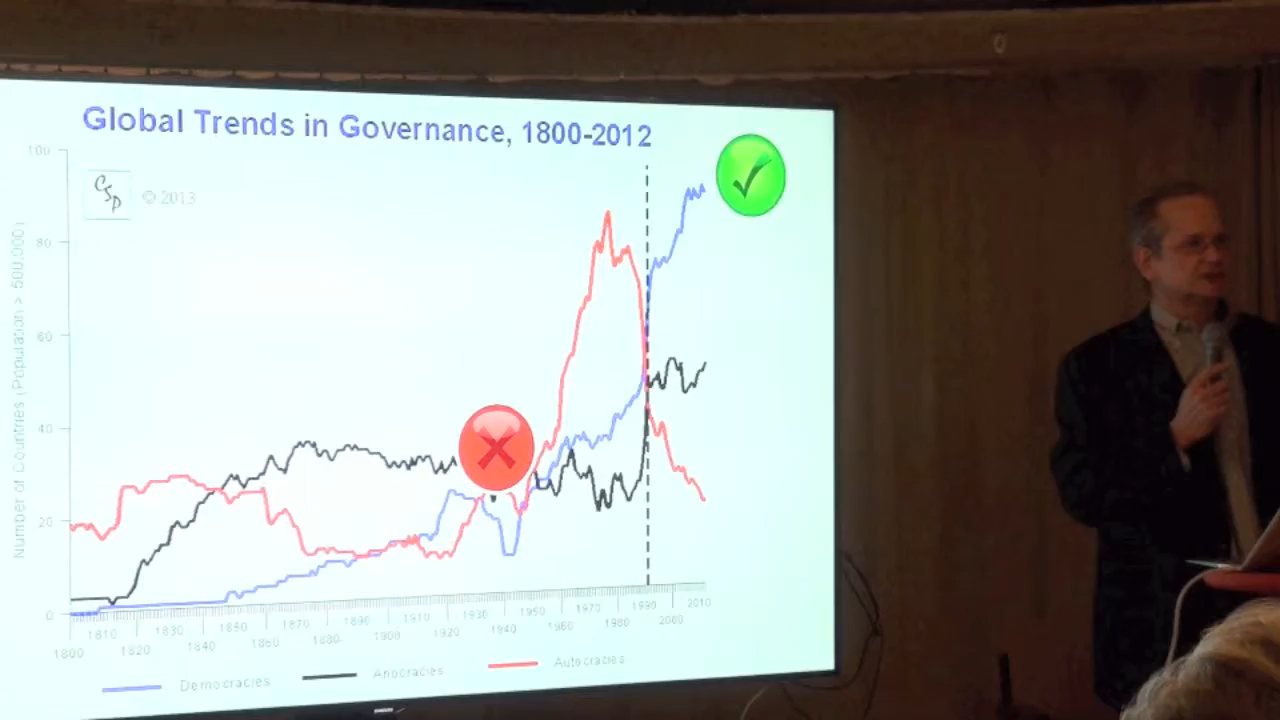 Global Trends in Governance, 1800-2012
100
CSP © 2013
80
60
40
20
0
Number of Countries (Population > 500,000)
1810 1830 1850 1870 1890 1910 1930 1950 1970 1990 2010
1800 1820 1840 1860 1880 1900 1920 1940 1960 1980 2000
Democracies Anocracies Autocracies